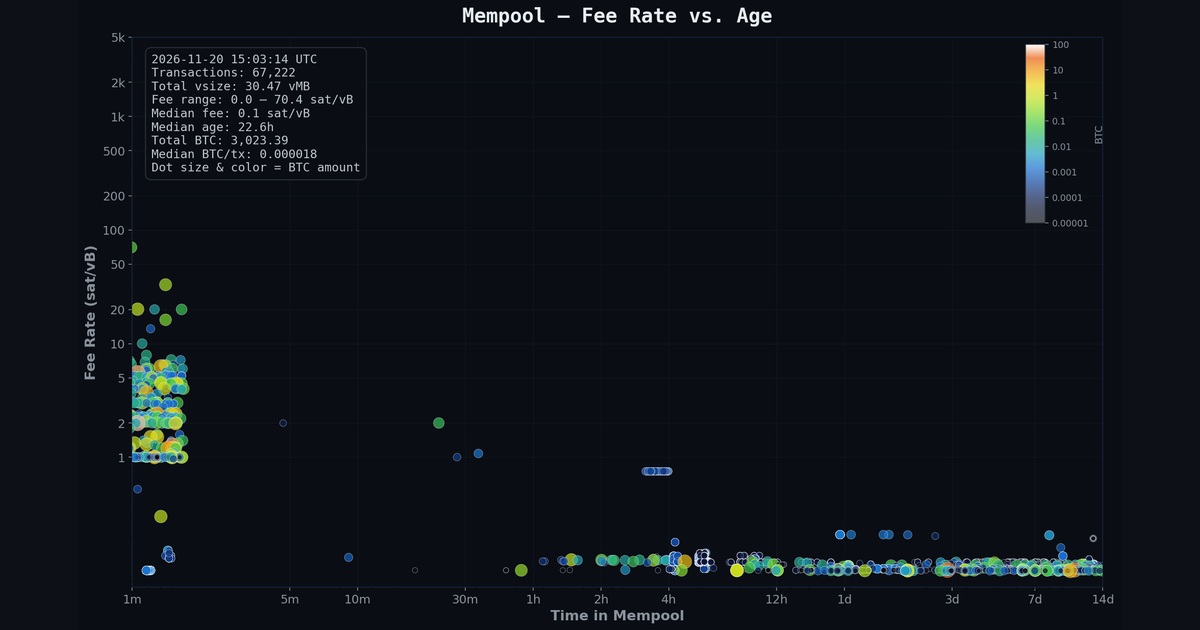 Mempool — Fee Rate vs. Age
2026-11-20 15:03:14 UTC
Transactions: 67,222
Total vsize: 30.47 vMB
Fee range: 0.0 – 70.4 sat/vB
Median fee: 0.1 sat/vB
Median age: 22.6h
Total BTC: 3,023.39
Median BTC/tx: 0.000018
Dot size & color = BTC amount
Fee Rate (sat/vB)
5k
2k
1k
500
200
100
50
20
10
5
2
1
100
10
1
0.1
0.01
0.001
0.0001
0.00001
BTC
1m
5m
10m
30m
1h
2h
4h
12h
1d
3d
7d
14d
Time in Mempool